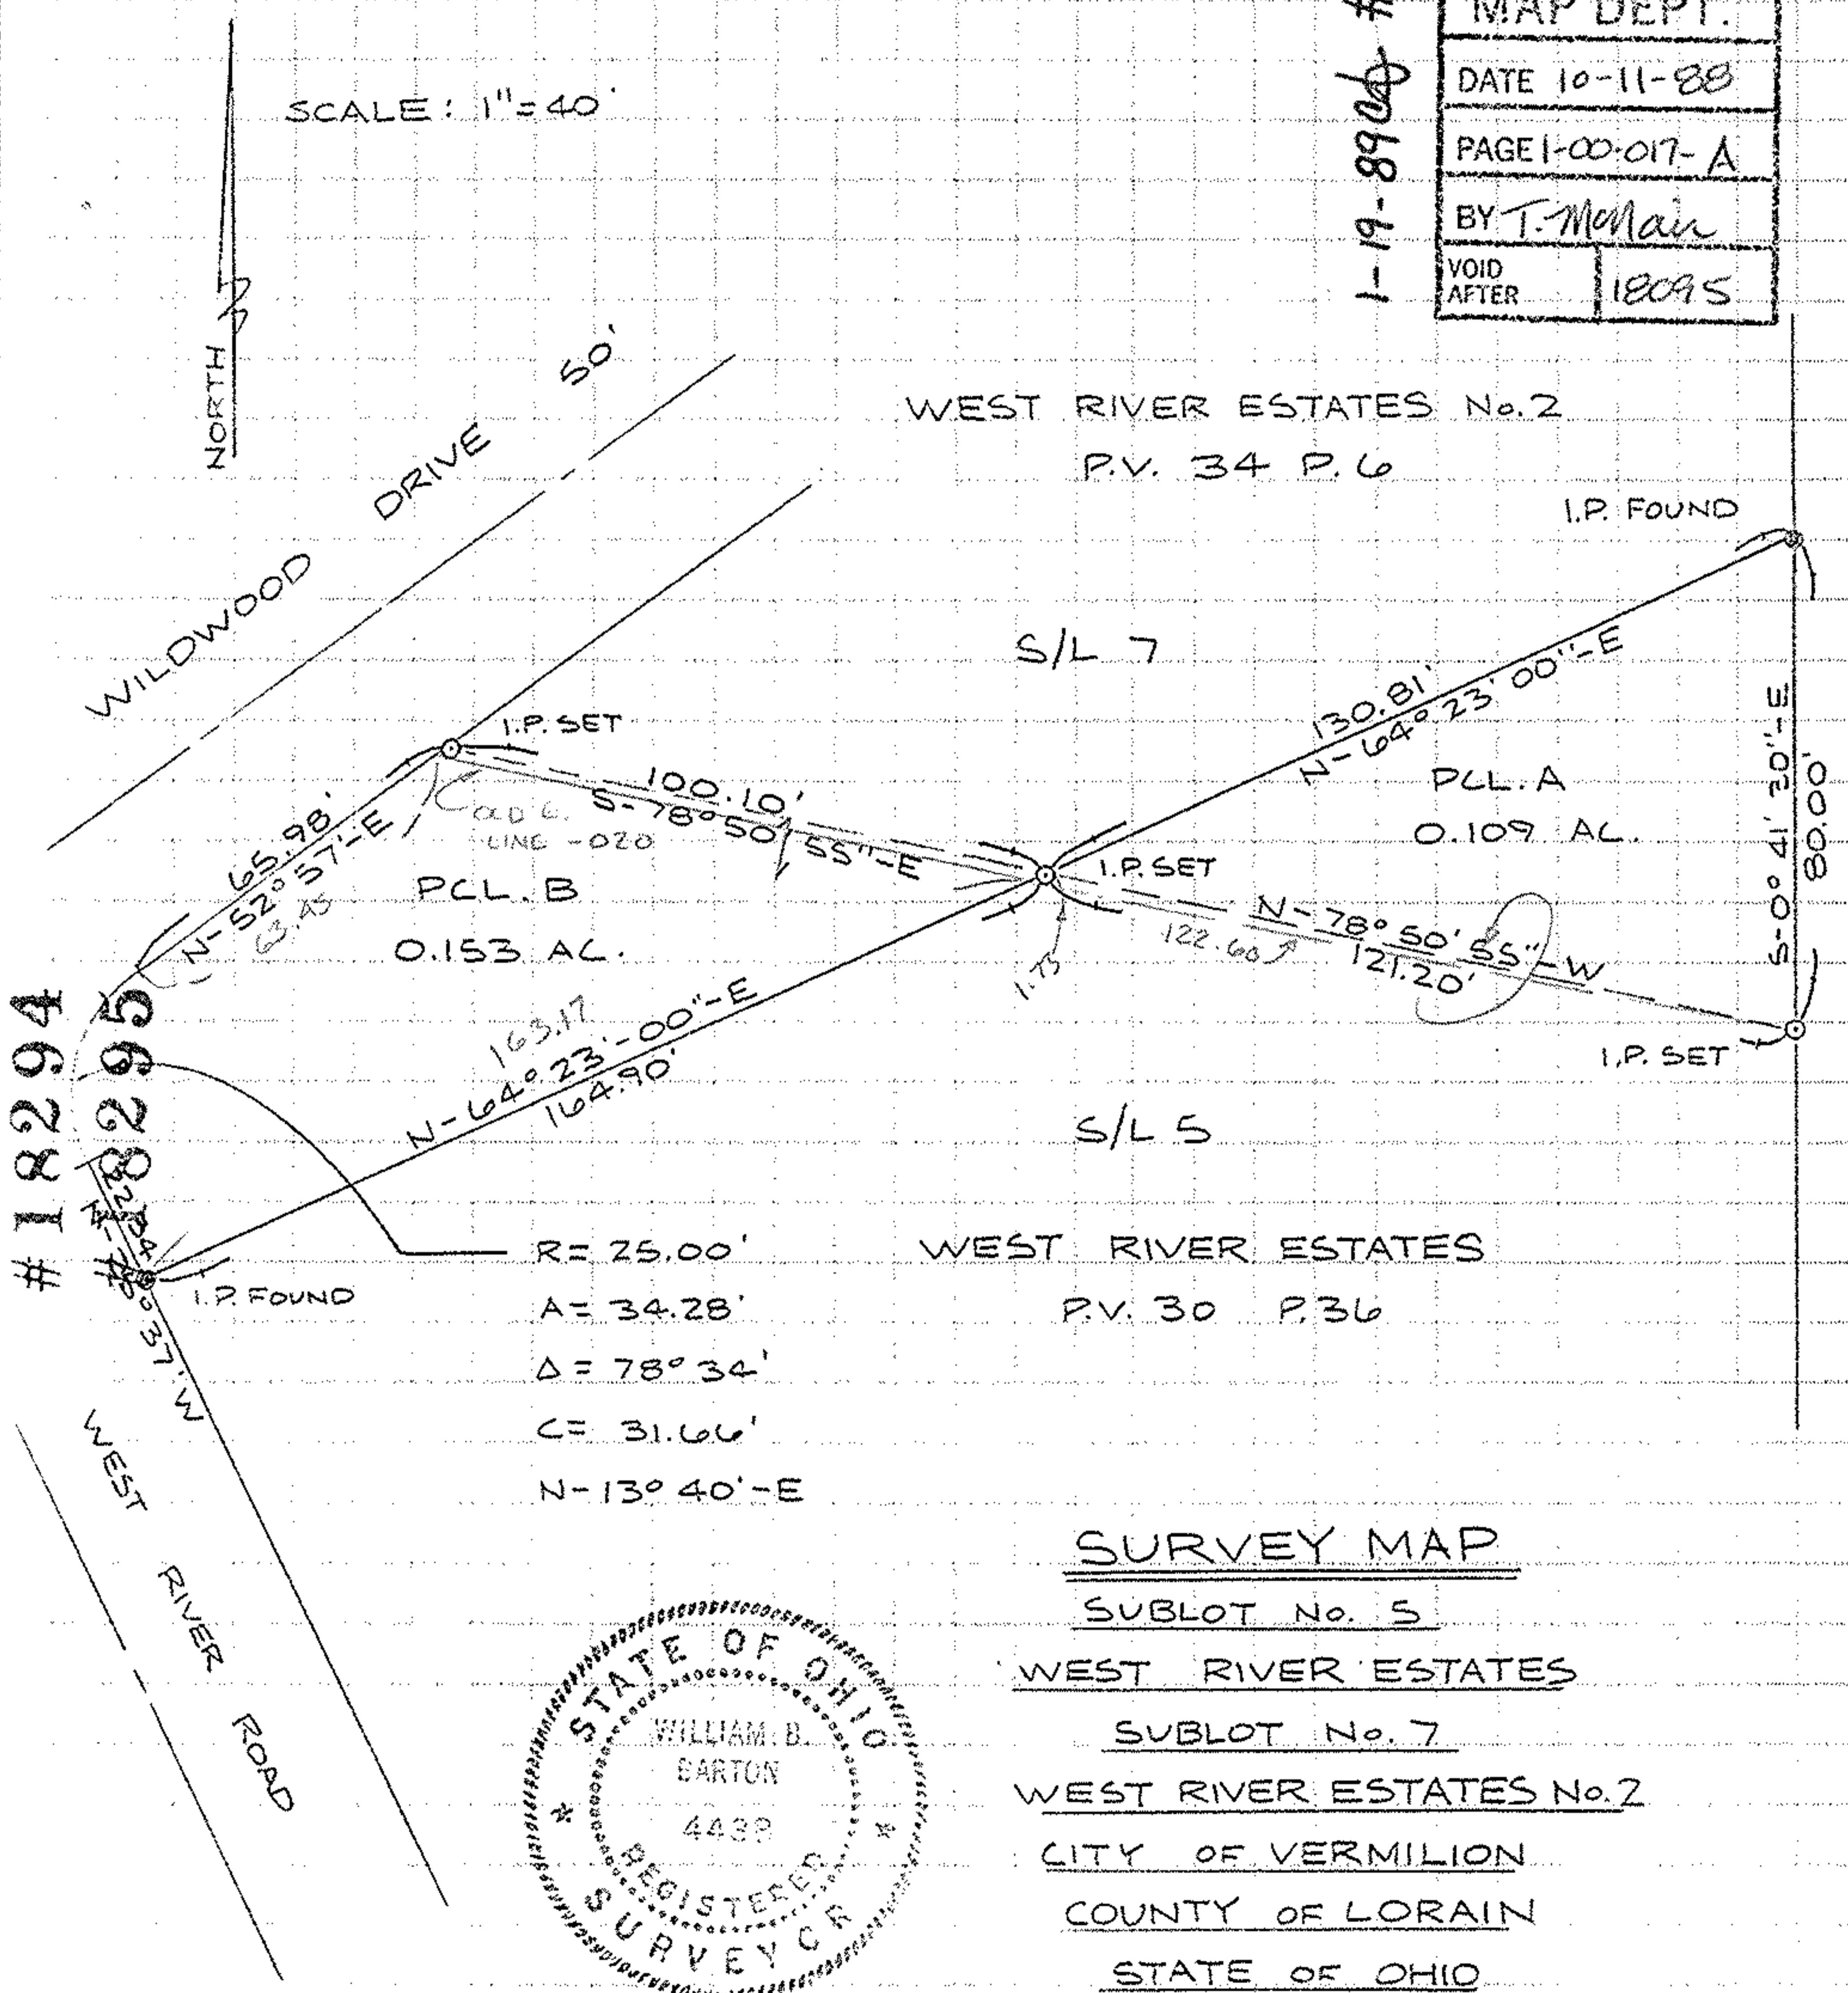 MAP DEPT.
DATE 10-11-88
PAGE 1-00-017-A
BY T. McNair
VOID AFTER 18095
1-19-89
SCALE: 1"=40'
NORTH
WILDWOOD DRIVE 50'
WEST RIVER ESTATES No.2
P.V. 34 P. 6
I.P. FOUND
S/L 7
130.81'
N-64° 23' 00"-E
S-0° 41' 30"-E
80.00'
PCL. A
0.109 AC.
I.P. SET
100.10'
S-78° 50' 55"-E
LINE -020
65.98'
N-52° 57'-E
63.45
PCL. B
0.153 AC.
I.P. SET
N-78° 50' 55"-W
121.20'
122.60
1.73
163.17
N-64° 23'-00"-E
164.90'
I.P. SET
#18294
#18295
S/L 5
I.P. FOUND
37' W
R= 25.00'
A= 34.28'
Δ= 78° 34'
C= 31.66'
N-13° 40'-E
WEST RIVER ESTATES
P.V. 30 P. 36
WEST RIVER ROAD
SURVEY MAP
SUBLOT No. 5
WEST RIVER ESTATES
SUBLOT No. 7
WEST RIVER ESTATES No. 2
CITY OF VERMILION
COUNTY OF LORAIN
STATE OF OHIO
STATE OF OHIO
WILLIAM B.
BARTON
4438
REGISTERED
SURVEYOR